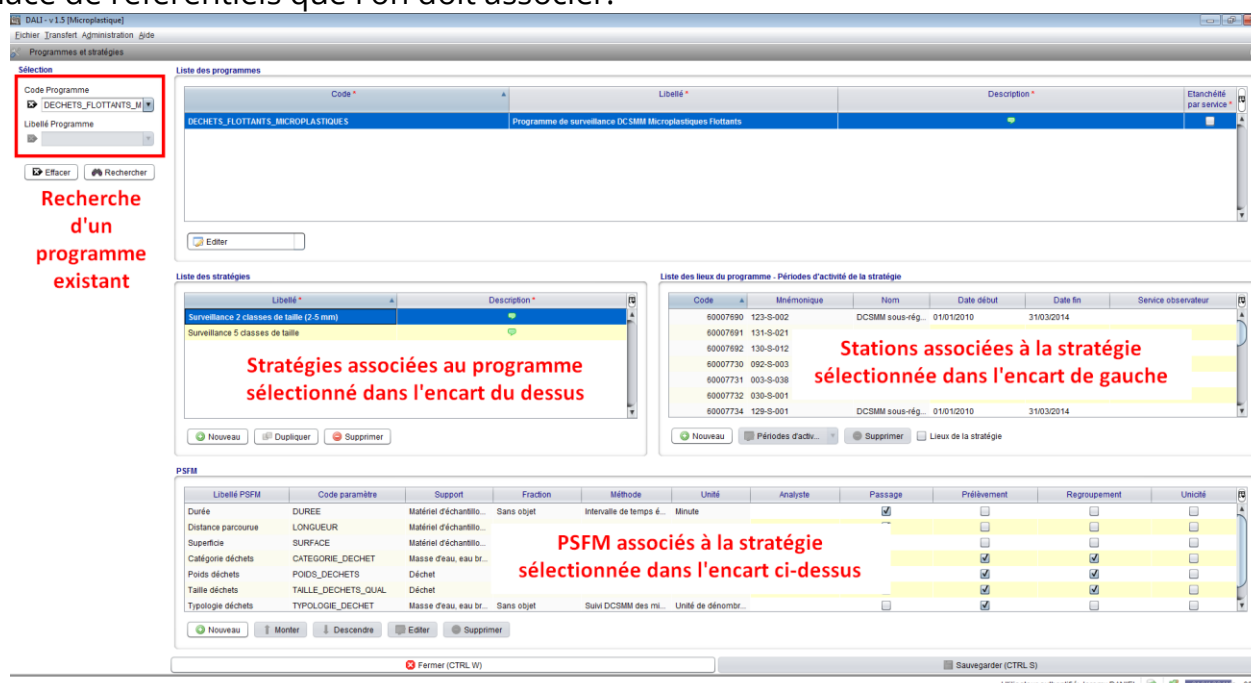 place de référentiels que l'on doit associer.
DALI - v 1.5 [Microplastique]
Fichier Transfert Administration Aide
Programmes et stratégies
Sélection
Code Programme
DECHETS_FLOTTANTS_M
Libellé Programme
Effacer Rechercher
Recherche
d'un
programme
existant
Liste des programmes
Code * Libellé * Description * Etanchéité par service *
DECHETS_FLOTTANTS_MICROPLASTIQUES Programme de surveillance DCSMM Microplastiques Flottants
Editer
Liste des stratégies
Libellé * Description *
Surveillance 2 classes de taille (2-5 mm)
Surveillance 5 classes de taille
Stratégies associées au programme
sélectionné dans l'encart du dessus
Nouveau Dupliquer Supprimer
Liste des lieux du programme - Périodes d'activité de la stratégie
Code Mnémonique Nom Date début Date fin Service observateur
60007690 123-S-002 DCSMM sous-rég... 01/01/2010 31/03/2014
60007691 131-S-021
60007692 130-S-012
60007730 092-S-003
60007731 003-S-038
60007732 030-S-001
60007734 129-S-001 DCSMM sous-rég... 01/01/2010 31/03/2014
Stations associées à la stratégie
sélectionnée dans l'encart de gauche
Nouveau Périodes d'activ... Supprimer Lieux de la stratégie
PSFM
Libellé PSFM Code paramètre Support Fraction Méthode Unité Analyste Passage Prélèvement Regroupement Unicité
Durée DUREE Matériel d'échantillo... Sans objet Intervalle de temps é... Minute
Distance parcourue LONGUEUR Matériel d'échantillo...
Superficie SURFACE Matériel d'échantillo...
Catégorie déchets CATEGORIE_DECHET Masse d'eau, eau br...
Poids déchets POIDS_DECHETS Déchet
Taille déchets TAILLE_DECHETS_QUAL Déchet
Typologie déchets TYPOLOGIE_DECHET Masse d'eau, eau br... Sans objet Suivi DCSMM des mi... Unité de dénombr...
PSFM associés à la stratégie
sélectionnée dans l'encart ci-dessus
Nouveau Monter Descendre Editer Supprimer
Fermer (CTRL W) Sauvegarder (CTRL S)